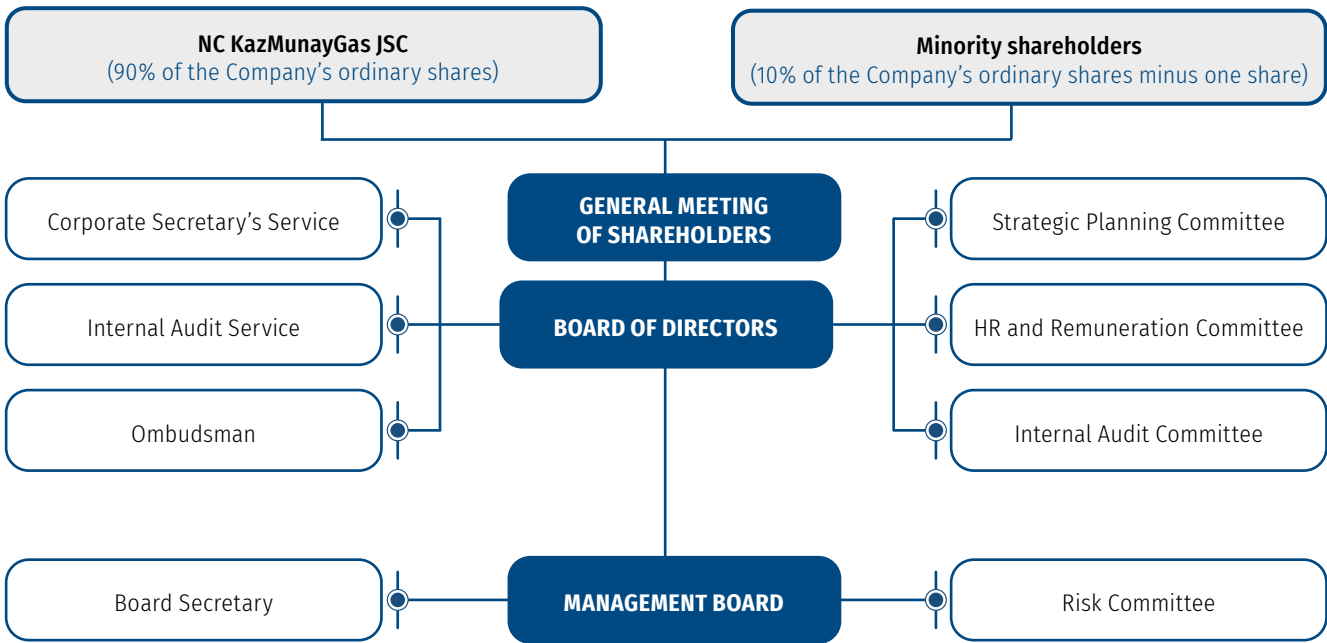 NC KazMunayGas JSC
(90% of the Company's ordinary shares)
Minority shareholders
(10% of the Company's ordinary shares minus one share)
Corporate Secretary's Service
GENERAL MEETING
OF SHAREHOLDERS
Strategic Planning Committee
Internal Audit Service
BOARD OF DIRECTORS
HR and Remuneration Committee
Ombudsman
Internal Audit Committee
Board Secretary
MANAGEMENT BOARD
Risk Committee